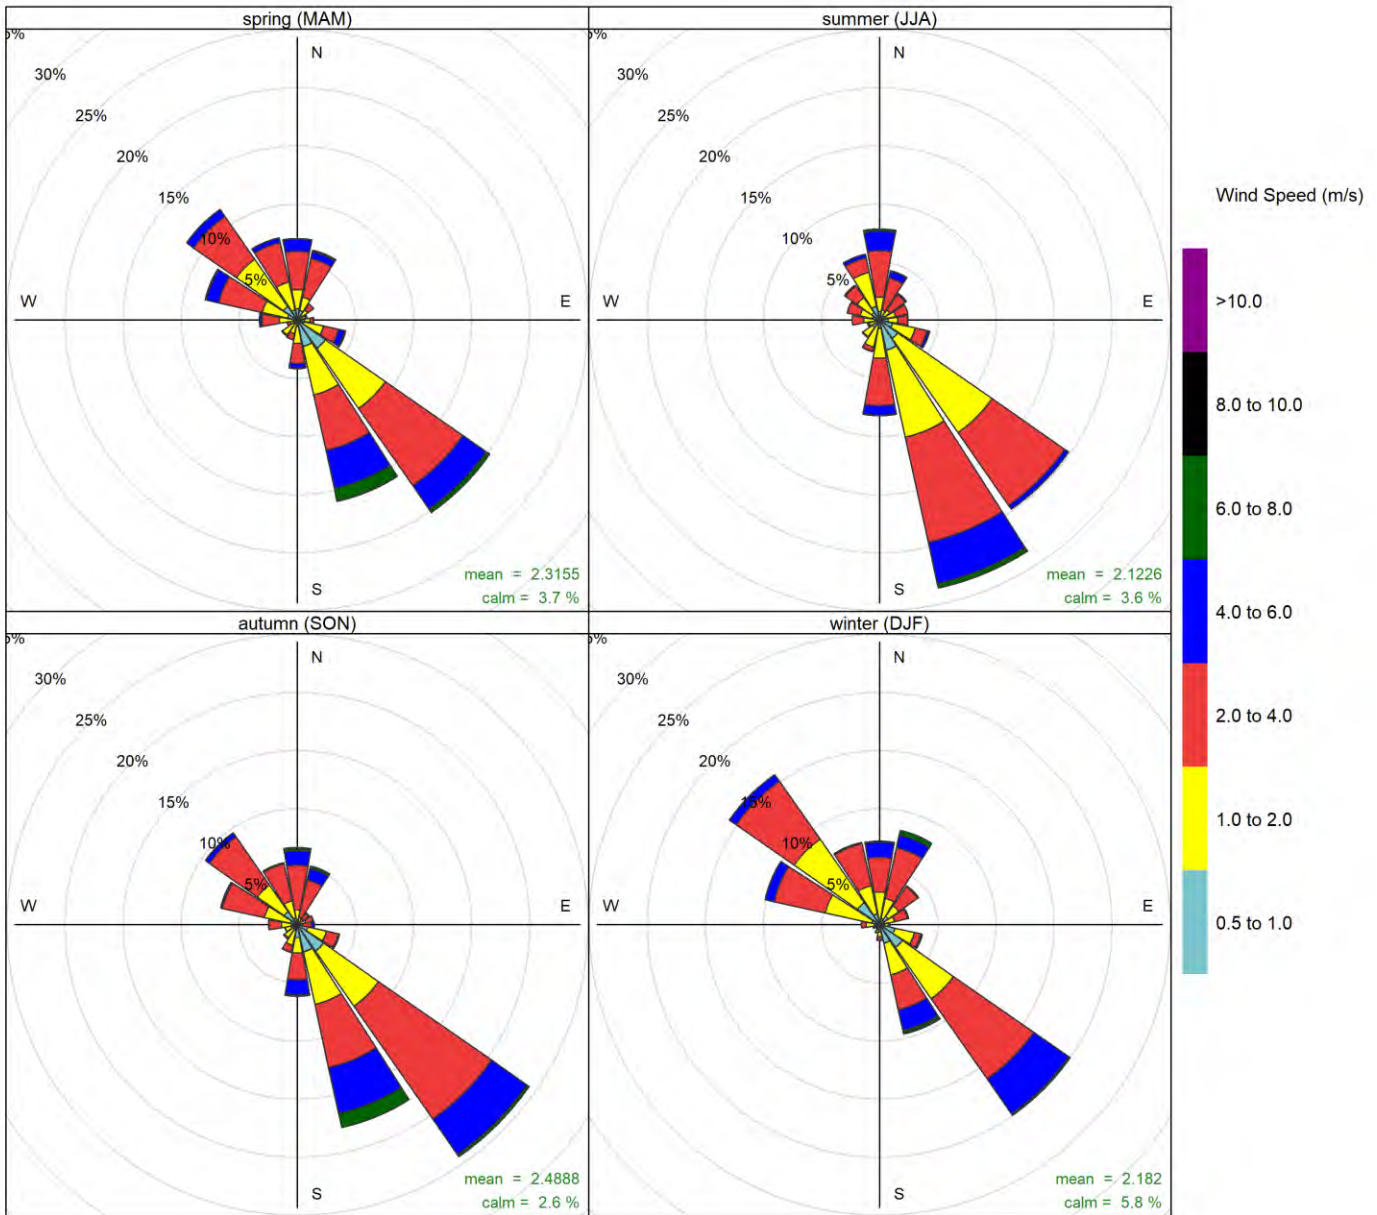 spring (MAM)
5%
30%
25%
20%
15%
10%
5%
N
W
E
S
mean = 2.3155
calm = 3.7 %
summer (JJA)
5%
30%
25%
20%
15%
10%
5%
N
W
E
S
mean = 2.1226
calm = 3.6 %
autumn (SON)
5%
30%
25%
20%
15%
10%
5%
N
W
E
S
mean = 2.4888
calm = 2.6 %
winter (DJF)
5%
30%
25%
20%
15%
10%
5%
N
W
E
S
mean = 2.182
calm = 5.8 %
Wind Speed (m/s)
>10.0
8.0 to 10.0
6.0 to 8.0
4.0 to 6.0
2.0 to 4.0
1.0 to 2.0
0.5 to 1.0